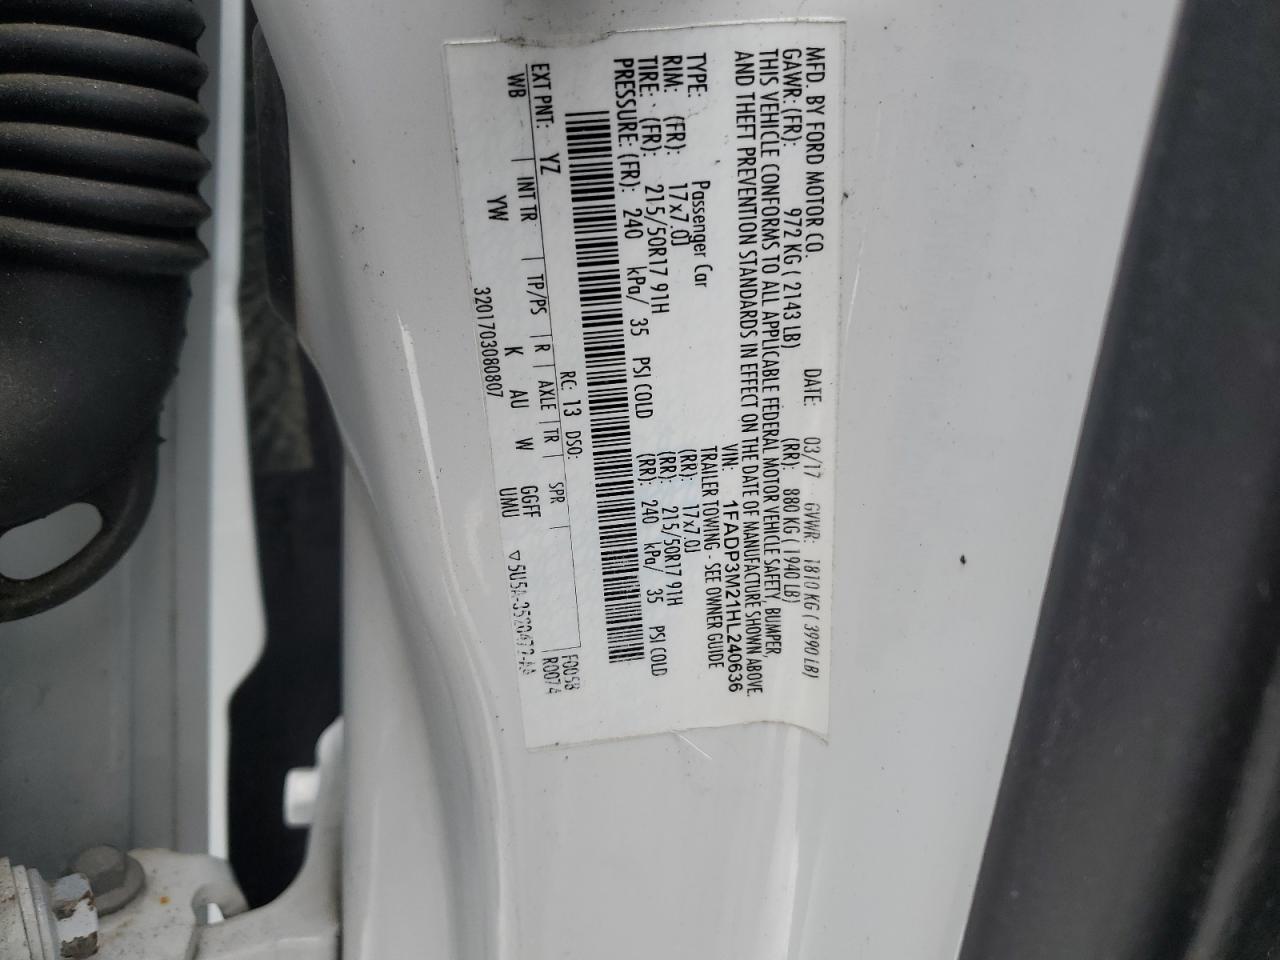 MFD. BY FORD MOTOR CO.
DATE: 03/17 GVWR: 1810 KG ( 3990 LB)
GAWR: (FR): 972 KG ( 2143 LB) (RR): 880 KG ( 1940 LB)
THIS VEHICLE CONFORMS TO ALL APPLICABLE FEDERAL MOTOR VEHICLE SAFETY, BUMPER,
AND THEFT PREVENTION STANDARDS IN EFFECT ON THE DATE OF MANUFACTURE SHOWN ABOVE.
VIN: 1FADP3M21HL240636
TYPE: Passenger Car TRAILER TOWING - SEE OWNER GUIDE
RIM: (FR): 17x7.0J (RR): 17x7.0J
TIRE: (FR): 215/50R17 91H (RR): 215/50R17 91H
PRESSURE: (FR): 240 kPa/ 35 PSI COLD (RR): 240 kPa/ 35 PSI COLD
RC: 13 DSO: F0058
EXT PNT: YZ R0074
WB INT TR TP/PS R AXLE TR SPR
YW K AU W GGFF
3201703080807 UMU ▽5U5A-3520472-AA